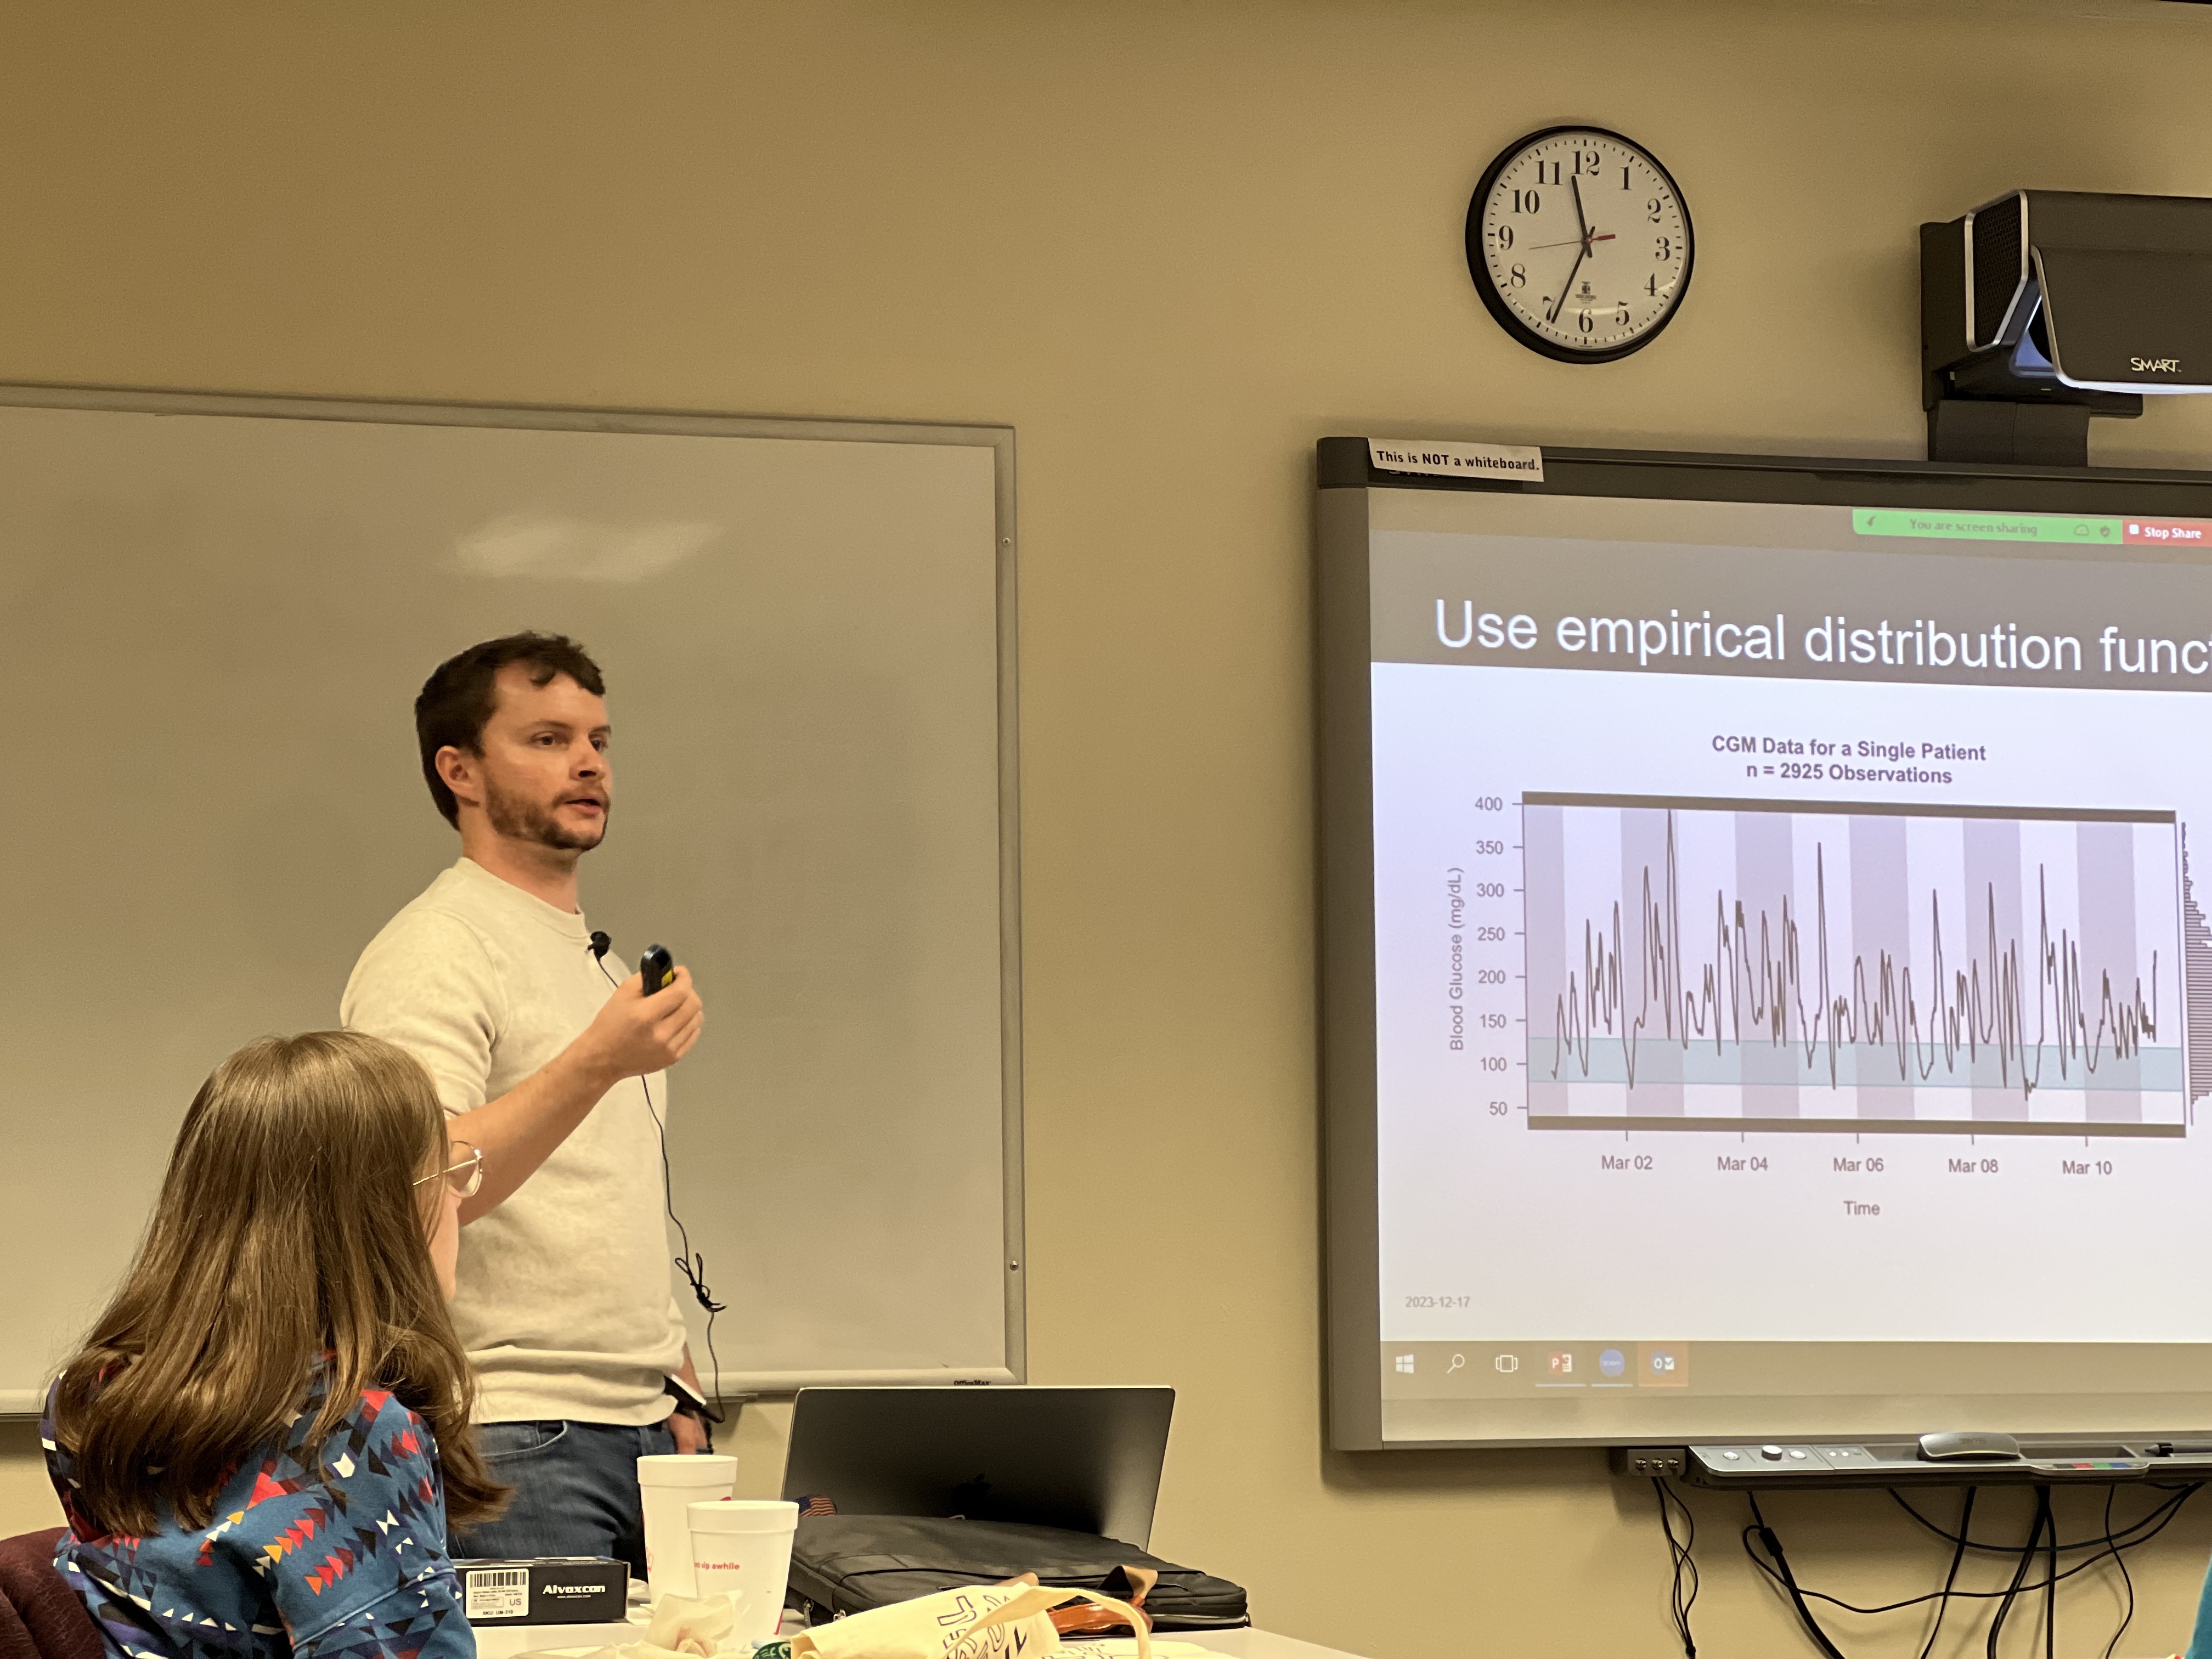 11 12 1
10 2
9 3
8 4
7 6 5
SMART
This is NOT a whiteboard.
You are screen sharing
Stop Share
Use empirical distribution func
CGM Data for a Single Patient
n = 2925 Observations
400
350
300
250
200
150
100
50
Blood Glucose (mg/dL)
Mar 02 Mar 04 Mar 06 Mar 08 Mar 10
Time
2023-12-17
OfficeMax
sip awhile
Alvoxcon
US